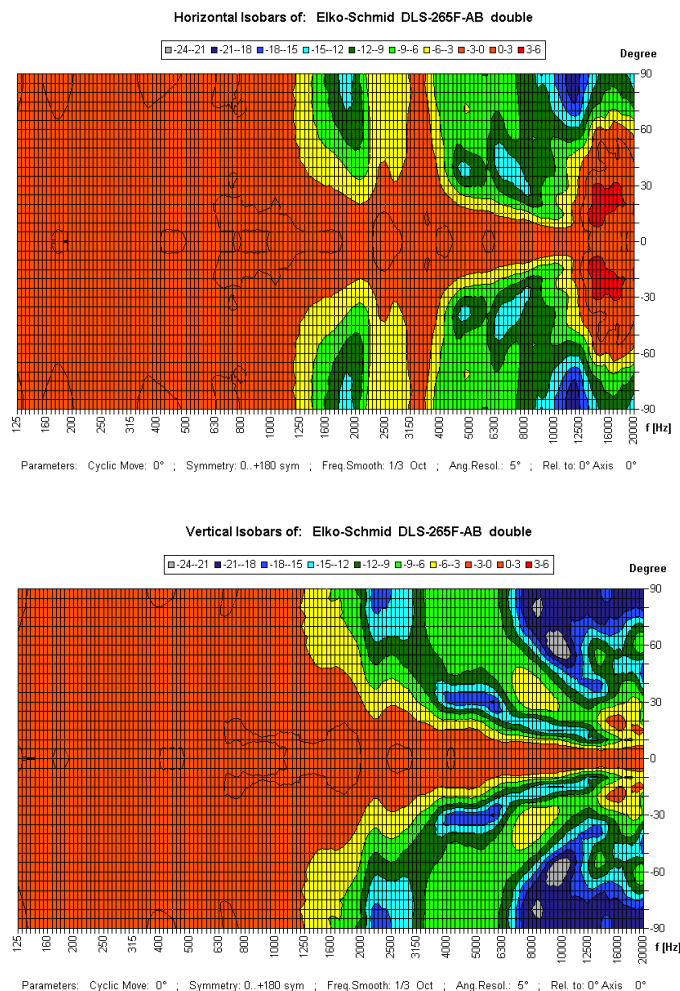 Horizontal Isobars of: Elko-Schmid DLS-265F-AB double
-24--21 -21--18 -18--15 -15--12 -12--9 -9--6 -6--3 -3-0 0-3 3-6
Degree
90
60
30
0
-30
-60
-90
125 160 200 250 315 400 500 630 800 1000 1250 1600 2000 2500 3150 4000 5000 6300 8000 10000 12500 16000 20000
f [Hz]
Parameters: Cyclic Move: 0° ; Symmetry: 0..+180 sym ; Freq.Smooth: 1/3 Oct ; Ang.Resol.: 5° ; Rel. to: 0° Axis 0°
Vertical Isobars of: Elko-Schmid DLS-265F-AB double
-24--21 -21--18 -18--15 -15--12 -12--9 -9--6 -6--3 -3-0 0-3 3-6
Degree
90
60
30
0
-30
-60
-90
125 160 200 250 315 400 500 630 800 1000 1250 1600 2000 2500 3150 4000 5000 6300 8000 10000 12500 16000 20000
f [Hz]
Parameters: Cyclic Move: 0° ; Symmetry: 0..+180 sym ; Freq.Smooth: 1/3 Oct ; Ang.Resol.: 5° ; Rel. to: 0° Axis 0°